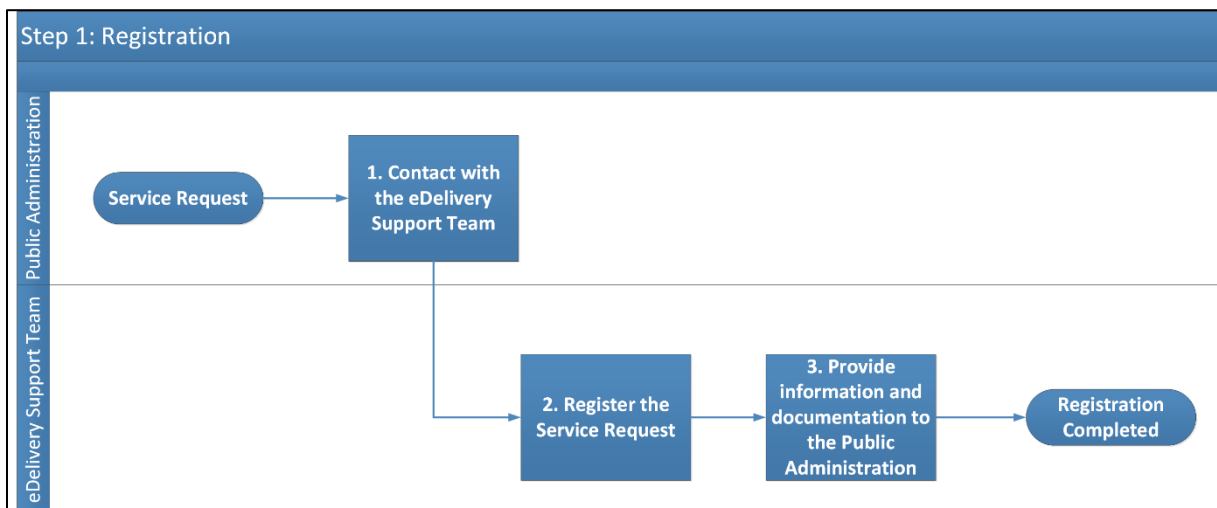 Step 1: Registration
Public Administration
Service Request
1. Contact with
the eDelivery
Support Team
eDelivery Support Team
2. Register the
Service Request
3. Provide
information and
documentation to
the Public
Administration
Registration
Completed